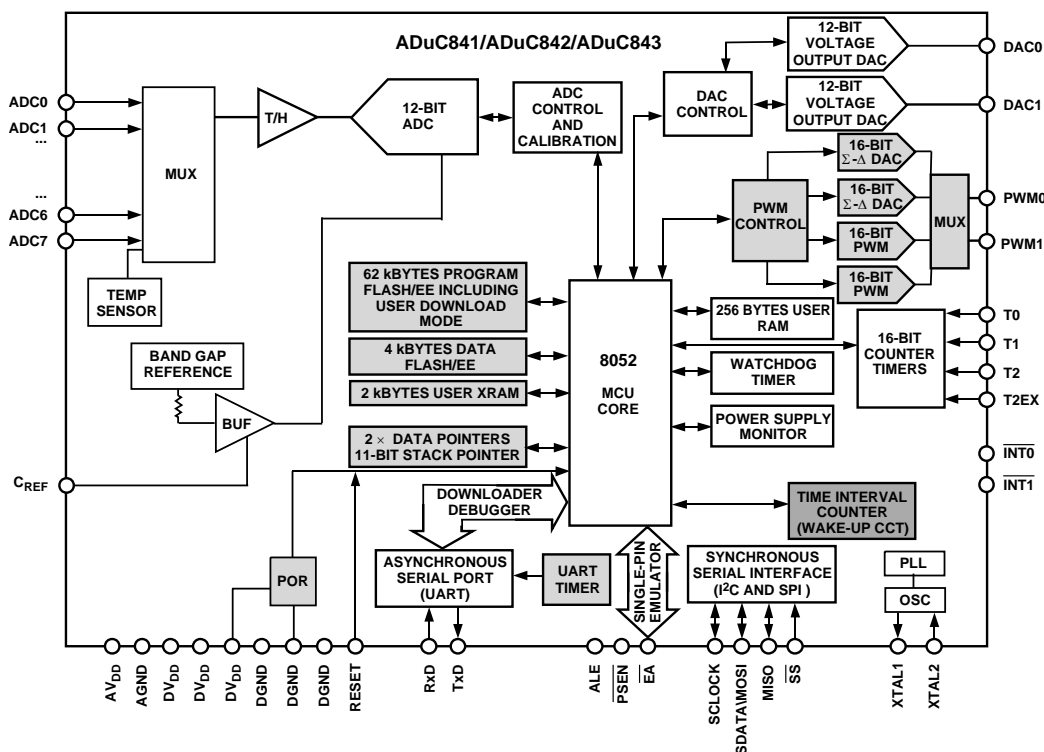 ADuC841/ADuC842/ADuC843
ADC0
ADC1
...
...
ADC6
ADC7
MUX
T/H
12-BIT
ADC
ADC
CONTROL
AND
CALIBRATION
DAC
CONTROL
12-BIT
VOLTAGE
OUTPUT DAC
DAC0
12-BIT
VOLTAGE
OUTPUT DAC
DAC1
PWM
CONTROL
16-BIT
Σ-Δ DAC
16-BIT
Σ-Δ DAC
16-BIT
PWM
16-BIT
PWM
MUX
PWM0
PWM1
TEMP
SENSOR
BAND GAP
REFERENCE
BUF
CREF
62 kBYTES PROGRAM
FLASH/EE INCLUDING
USER DOWNLOAD
MODE
4 kBYTES DATA
FLASH/EE
2 kBYTES USER XRAM
2 × DATA POINTERS
11-BIT STACK POINTER
8052
MCU
CORE
256 BYTES USER
RAM
WATCHDOG
TIMER
POWER SUPPLY
MONITOR
16-BIT
COUNTER
TIMERS
T0
T1
T2
T2EX
INT0
INT1
TIME INTERVAL
COUNTER
(WAKE-UP CCT)
DOWNLOADER
DEBUGGER
POR
ASYNCHRONOUS
SERIAL PORT
(UART)
UART
TIMER
SINGLE-PIN
EMULATOR
SYNCHRONOUS
SERIAL INTERFACE
(I²C AND SPI )
PLL
OSC
AVDD
AGND
DVDD
DVDD
DVDD
DGND
DGND
DGND
RESET
RxD
TxD
ALE
PSEN
EA
SCLOCK
SDATA\MOSI
MISO
SS
XTAL1
XTAL2